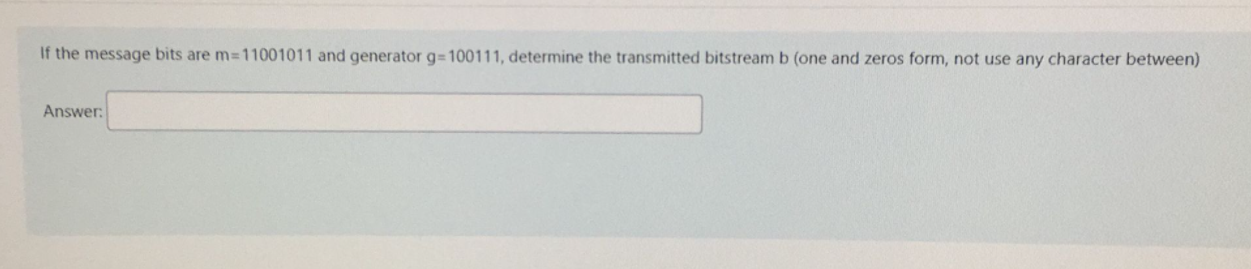 If the message bits are m=11001011 and generator g=100111, determine the transmitted bitstream b (one and zeros form, not use any character between)
Answer: